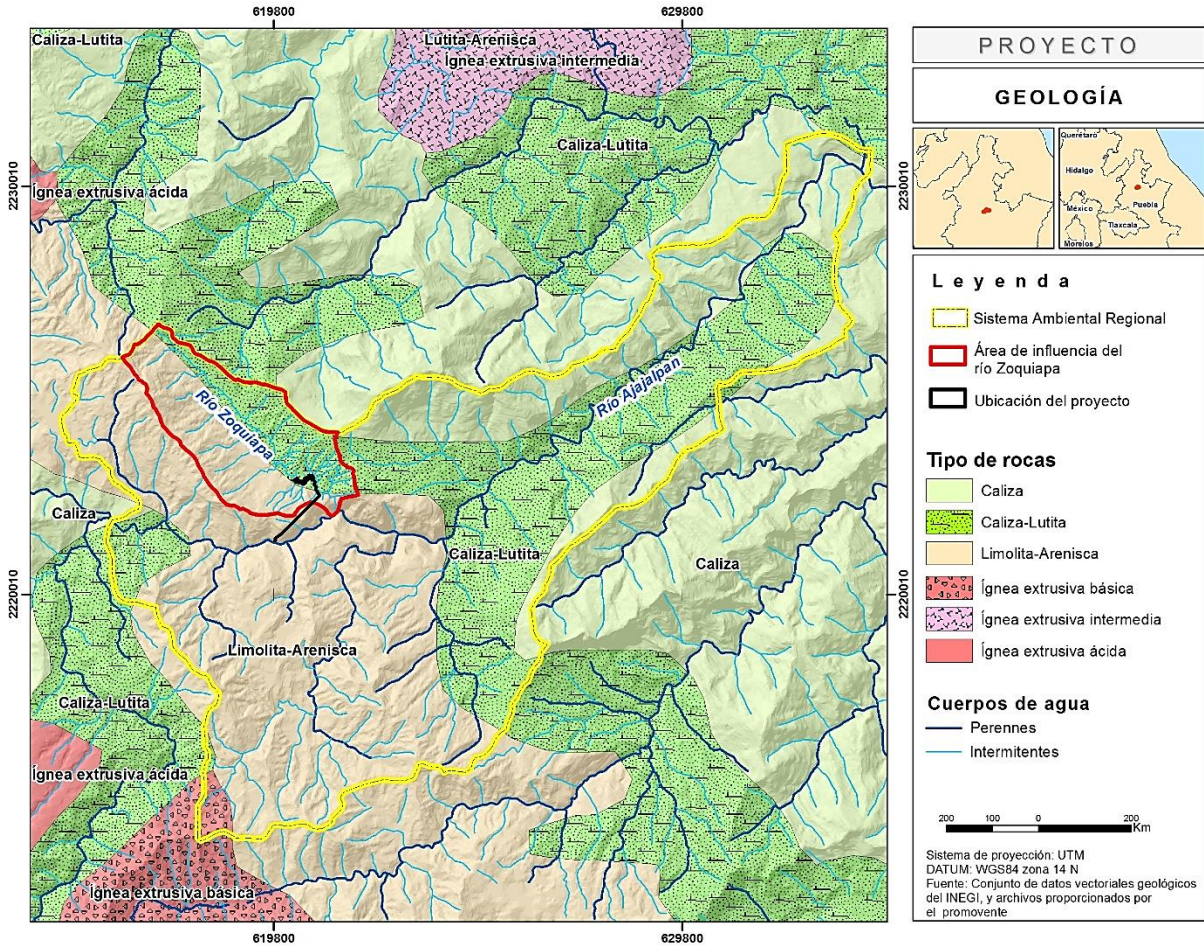 619800
629800
2230010
2220010
Caliza-Lutita
Lutita-Arenisca
Ígnea extrusiva intermedia
Caliza-Lutita
Ígnea extrusiva ácida
Río Zoquiapa
Río Ajajalpan
Caliza
Caliza-Lutita
Caliza
Limolita-Arenisca
Caliza-Lutita
Ígnea extrusiva ácida
Ígnea extrusiva básica
2230010
2220010
619800
629800
PROYECTO
GEOLOGÍA
Querétaro
Hidalgo
México
Puebla
Tlaxcala
Morelos
Leyenda
Sistema Ambiental Regional
Área de influencia del
río Zoquiapa
Ubicación del proyecto
Tipo de rocas
Caliza
Caliza-Lutita
Limolita-Arenisca
Ígnea extrusiva básica
Ígnea extrusiva intermedia
Ígnea extrusiva ácida
Cuerpos de agua
Perennes
Intermitentes
200 100 0 200
Km
Sistema de proyección: UTM
DATUM: WGS84 zona 14 N
Fuente: Conjunto de datos vectoriales geológicos
del INEGI, y archivos proporcionados por
el promovente